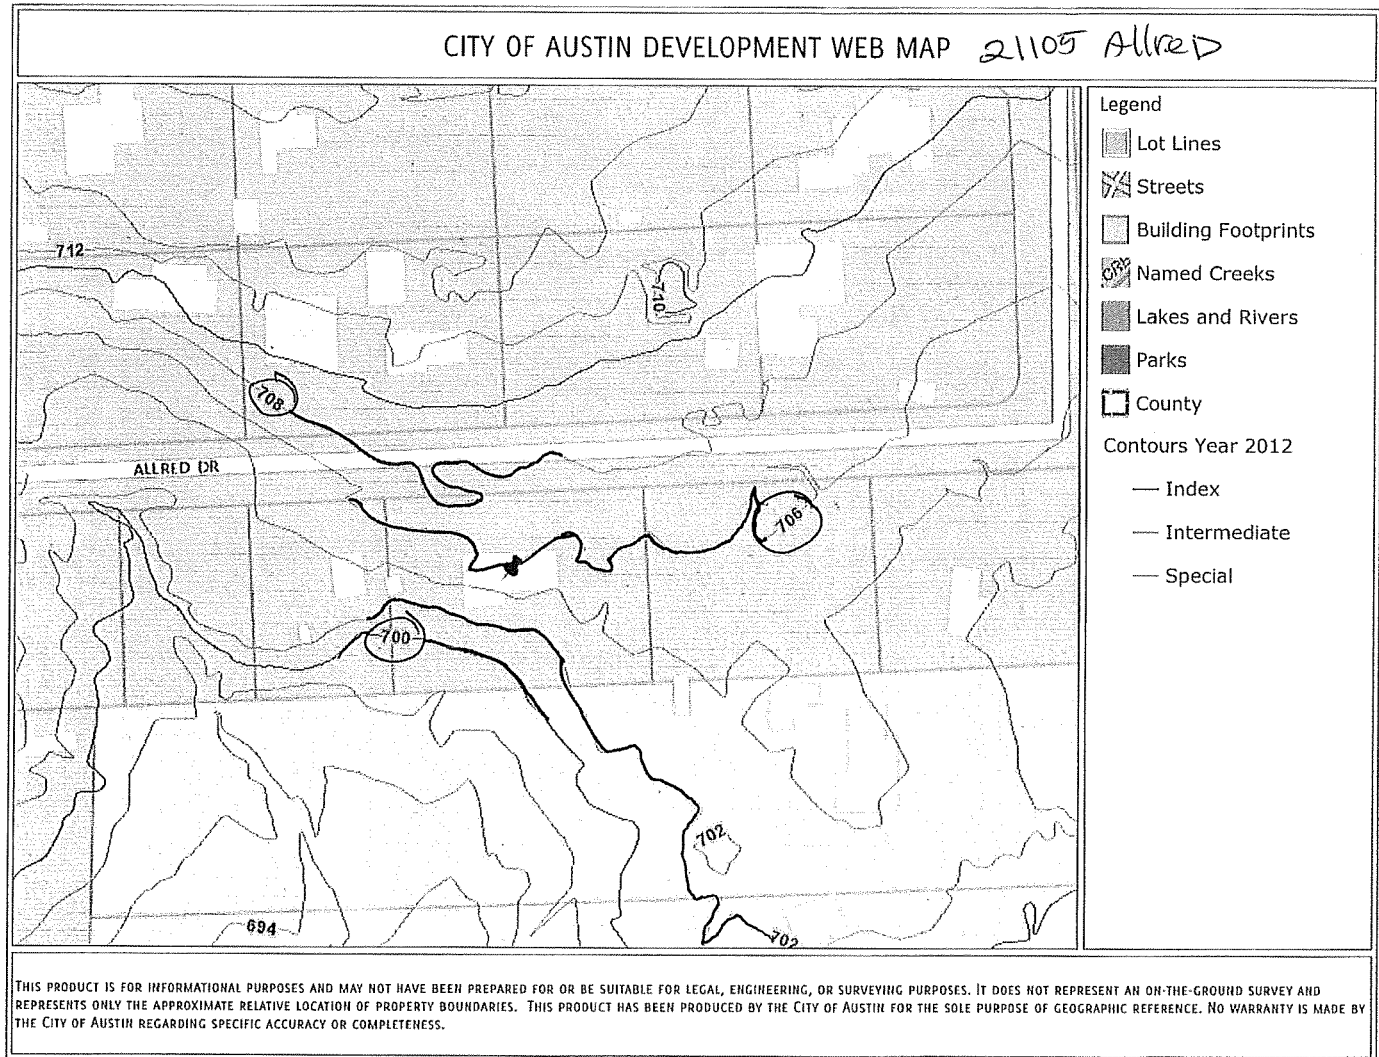 CITY OF AUSTIN DEVELOPMENT WEB MAP 21105 AllreD
Legend
Lot Lines
Streets
Building Footprints
CRK
Named Creeks
Lakes and Rivers
Parks
County
Contours Year 2012
Index
Intermediate
Special
712
710
708
ALLRED DR
706
700
702
694
702
THIS PRODUCT IS FOR INFORMATIONAL PURPOSES AND MAY NOT HAVE BEEN PREPARED FOR OR BE SUITABLE FOR LEGAL, ENGINEERING, OR SURVEYING PURPOSES. IT DOES NOT REPRESENT AN ON-THE-GROUND SURVEY AND
REPRESENTS ONLY THE APPROXIMATE RELATIVE LOCATION OF PROPERTY BOUNDARIES. THIS PRODUCT HAS BEEN PRODUCED BY THE CITY OF AUSTIN FOR THE SOLE PURPOSE OF GEOGRAPHIC REFERENCE. NO WARRANTY IS MADE BY
THE CITY OF AUSTIN REGARDING SPECIFIC ACCURACY OR COMPLETENESS.